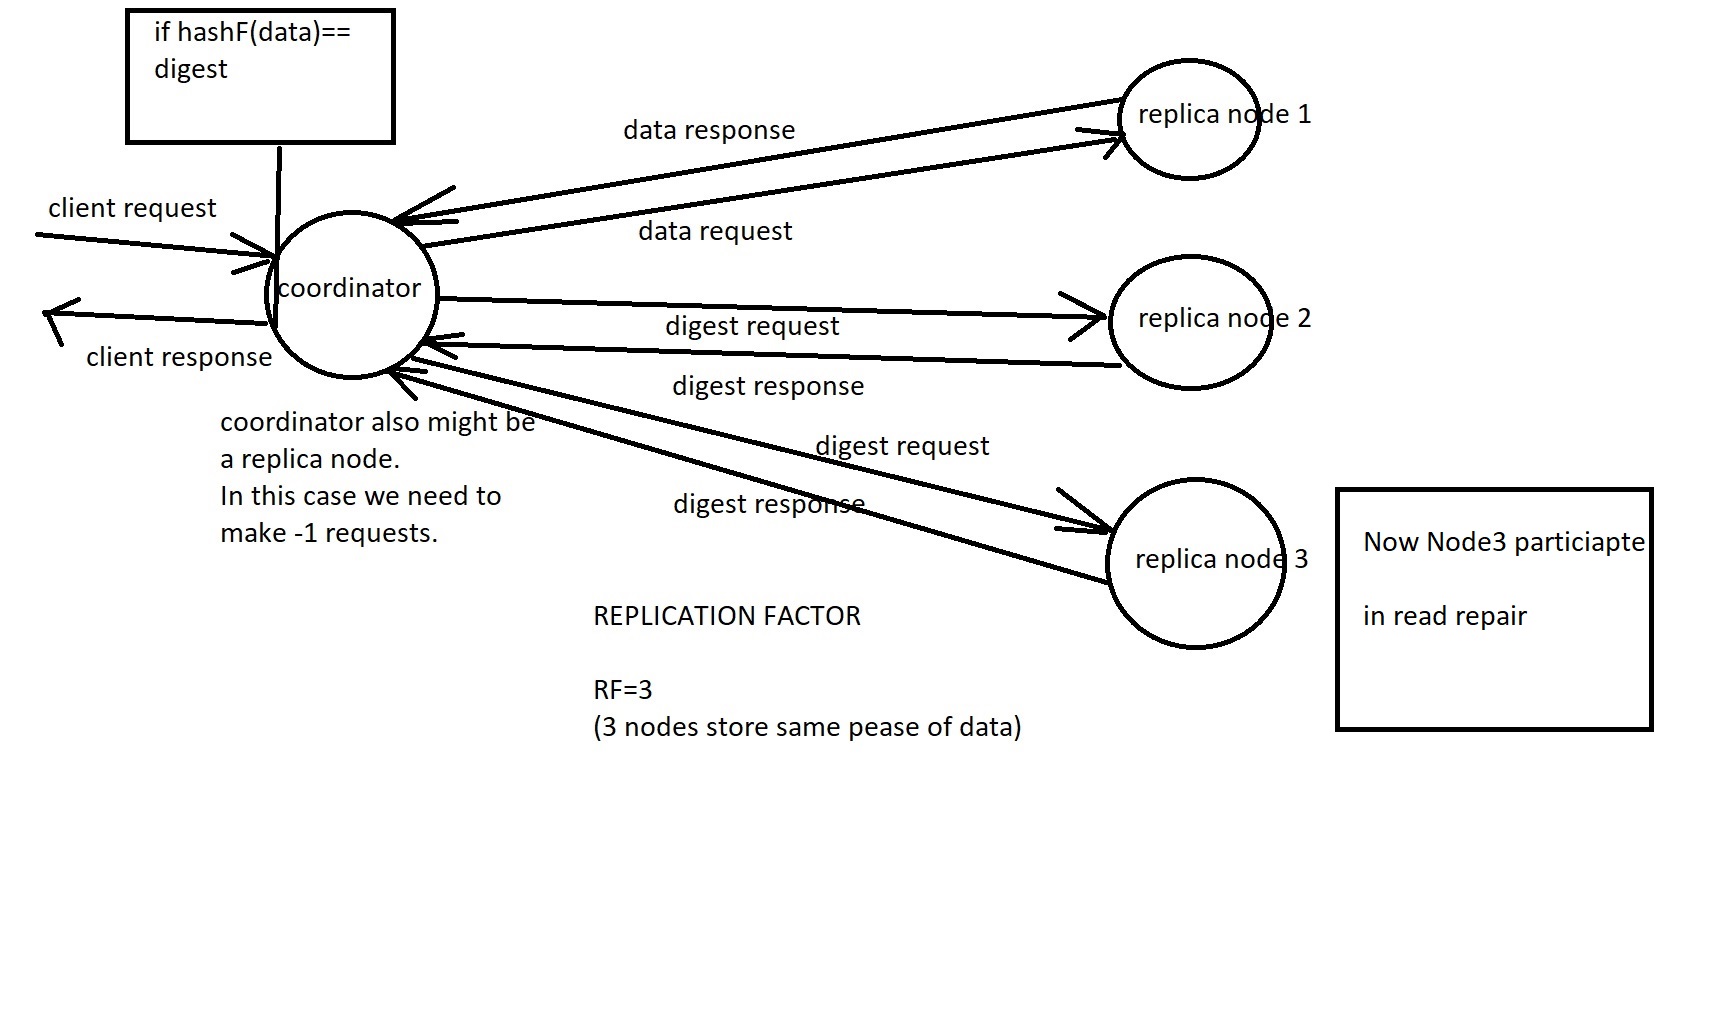 if hashF(data)==
digest
client request
client response
coordinator
coordinator also might be
a replica node.
In this case we need to
make -1 requests.
data response
data request
digest request
digest response
digest request
digest response
replica node 1
replica node 2
replica node 3
Now Node3 particiapte
in read repair
REPLICATION FACTOR
RF=3
(3 nodes store same pease of data)